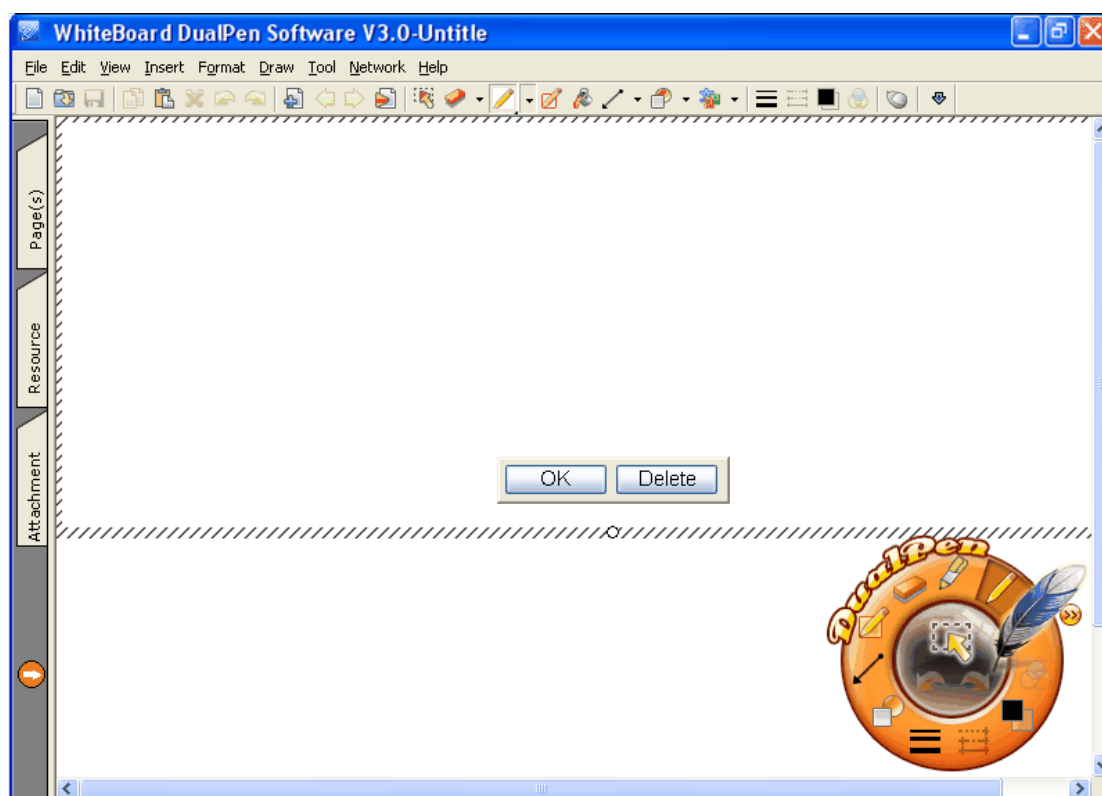 WhiteBoard DualPen Software V3.0-Untitle
File Edit View Insert Format Draw Tool Network Help
Page(s)
Resource
Attachment
OK Delete
DualPen